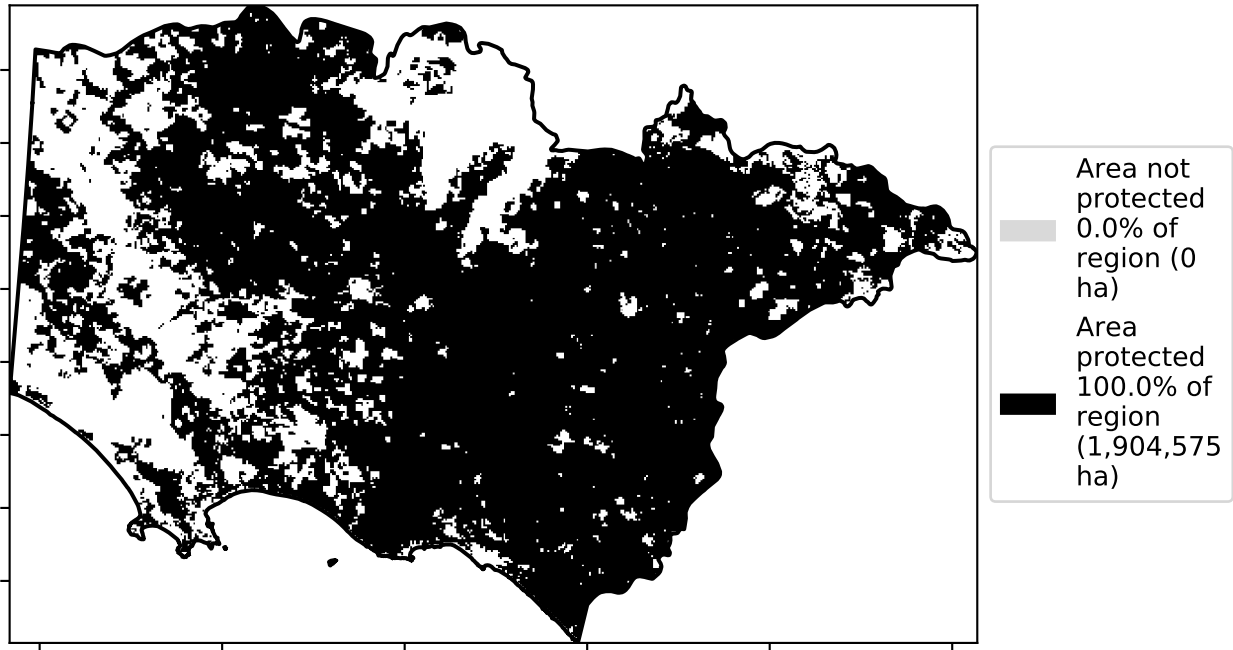 Area not
protected
0.0% of
region (0
ha)
Area
protected
100.0% of
region
(1,904,575
ha)